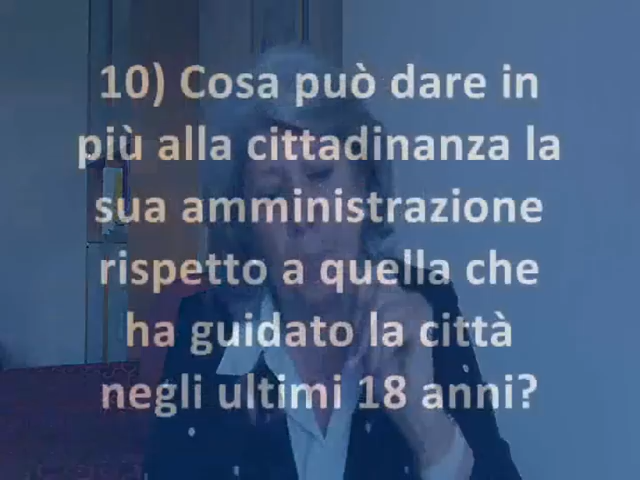 10) Cosa può dare in
più alla cittadinanza la
sua amministrazione
rispetto a quella che
ha guidato la città
negli ultimi 18 anni?